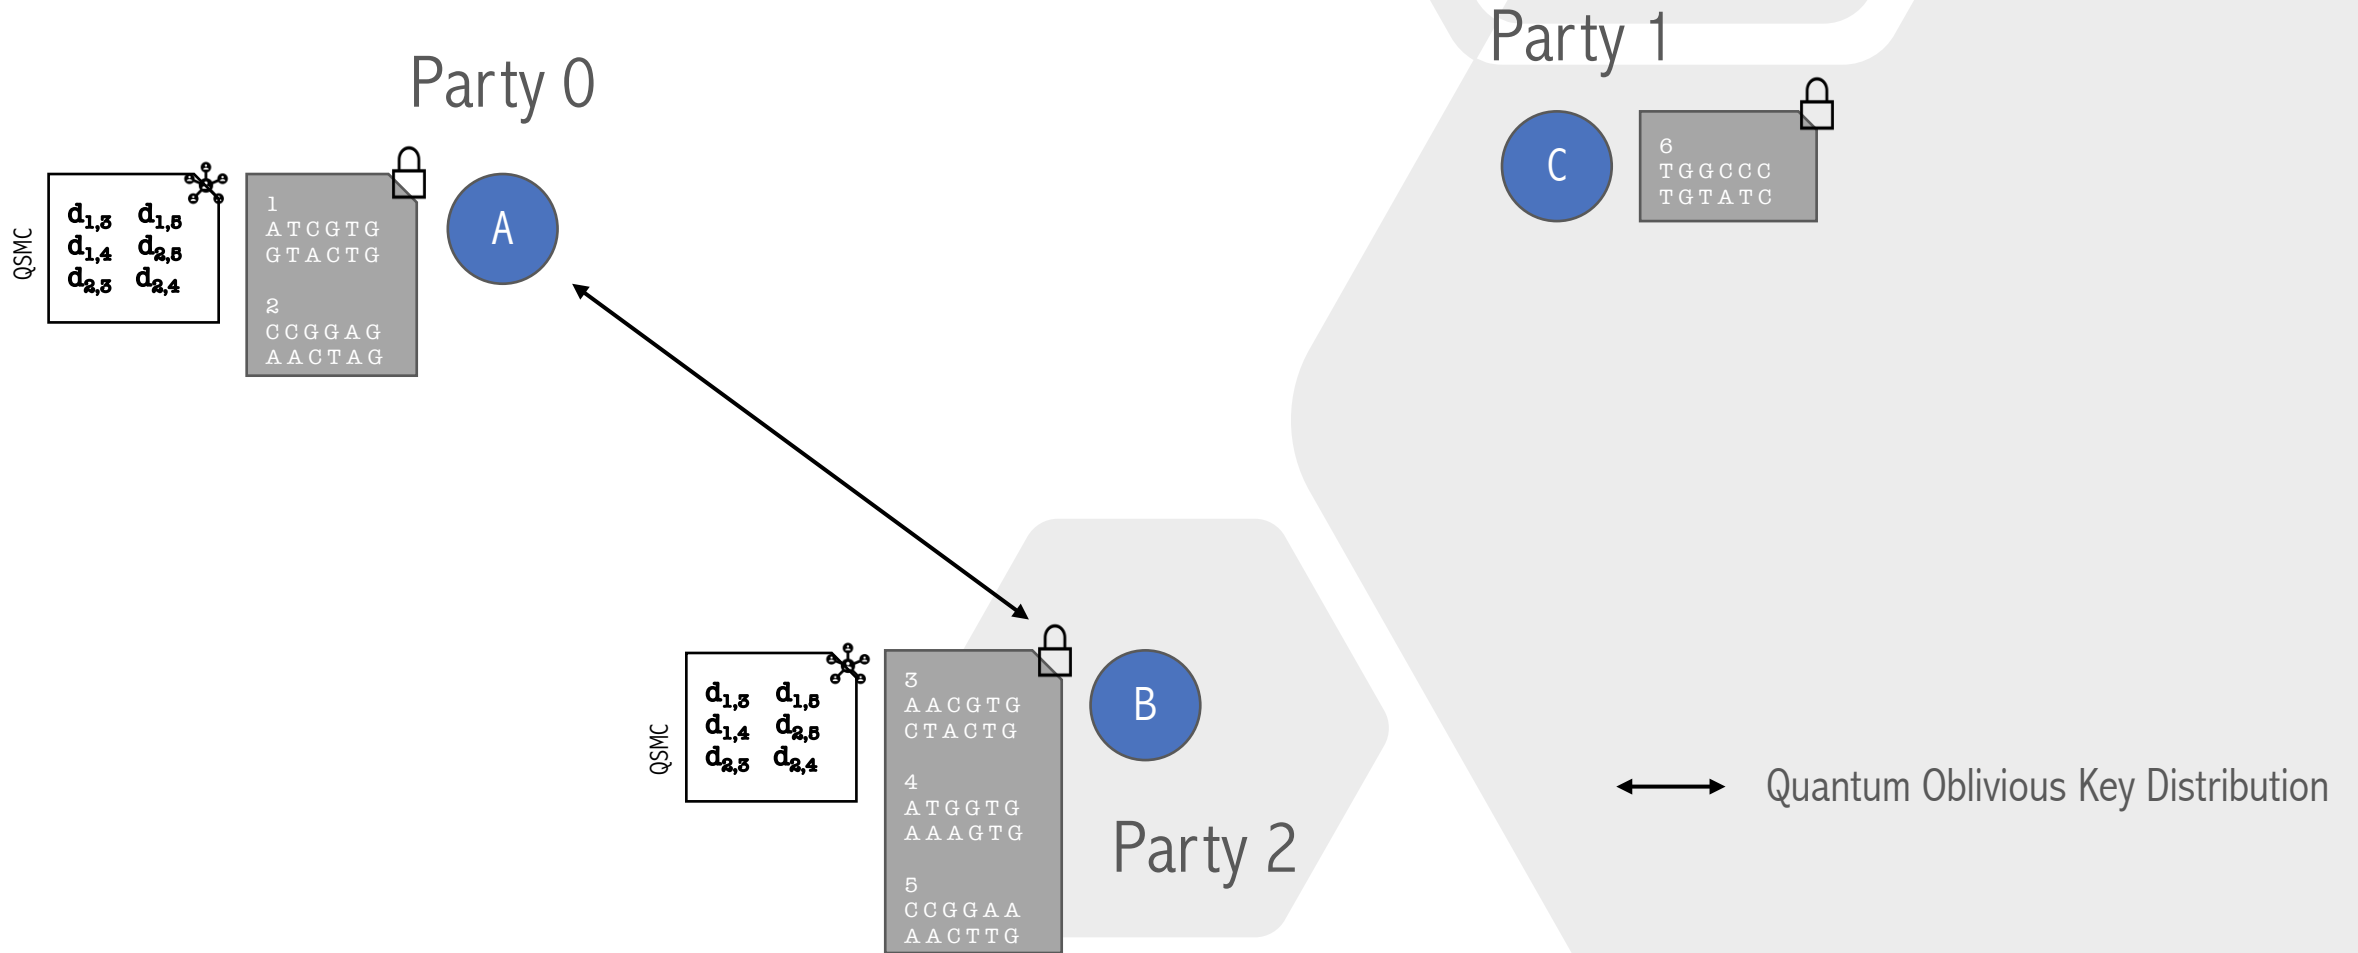 Party 0
QSMC
d1,3 d1,5
d1,4 d2,5
d2,3 d2,4
1
ATCGTG
GTACTG
2
CCGGAG
AACTAG
A
Party 1
C
6
TGGCCC
TGTATC
QSMC
d1,3 d1,5
d1,4 d2,5
d2,3 d2,4
3
AACGTG
CTACTG
4
ATGGTG
AAAGTG
5
CCGGAA
AACTTG
B
Party 2
Quantum Oblivious Key Distribution